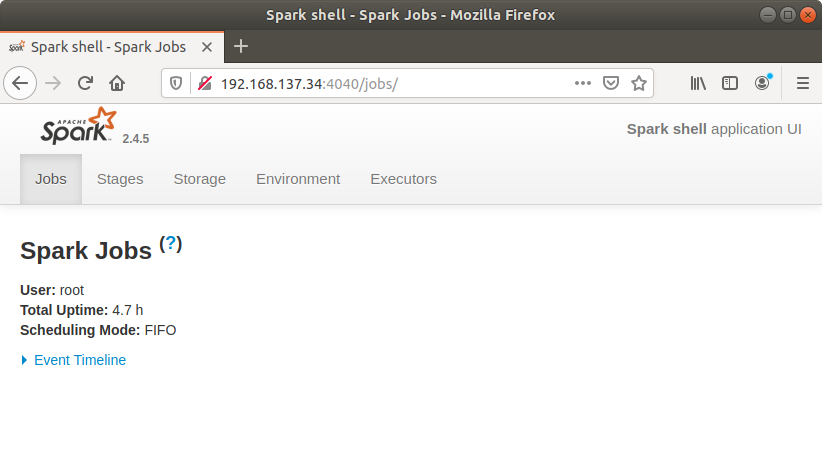 Spark shell - Spark Jobs - Mozilla Firefox
Spark shell - Spark Jobs
192.168.137.34:4040/jobs/
APACHE
Spark 2.4.5
Spark shell application UI
Jobs Stages Storage Environment Executors
Spark Jobs (?)
User: root
Total Uptime: 4.7 h
Scheduling Mode: FIFO
Event Timeline